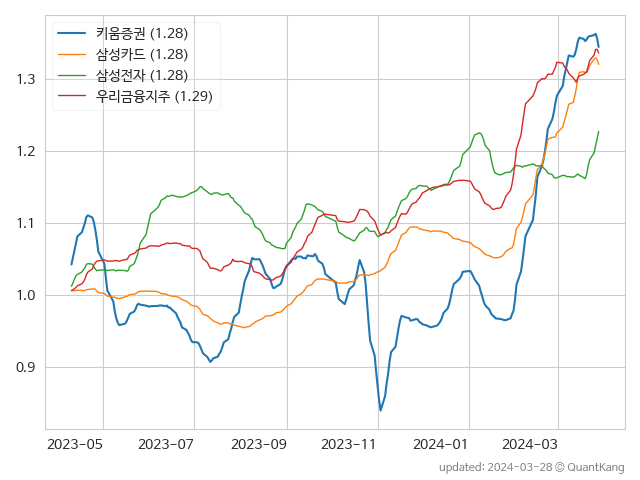 키움증권 (1.28)
삼성카드 (1.28)
삼성전자 (1.28)
우리금융지주 (1.29)
1.3
1.2
1.1
1.0
0.9
2023-05 2023-07 2023-09 2023-11 2024-01 2024-03
updated: 2024-03-28 © QuantKang